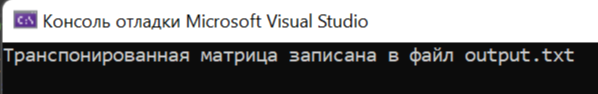 Консоль отладки Microsoft Visual Studio
Транспонированная матрица записана в файл output.txt